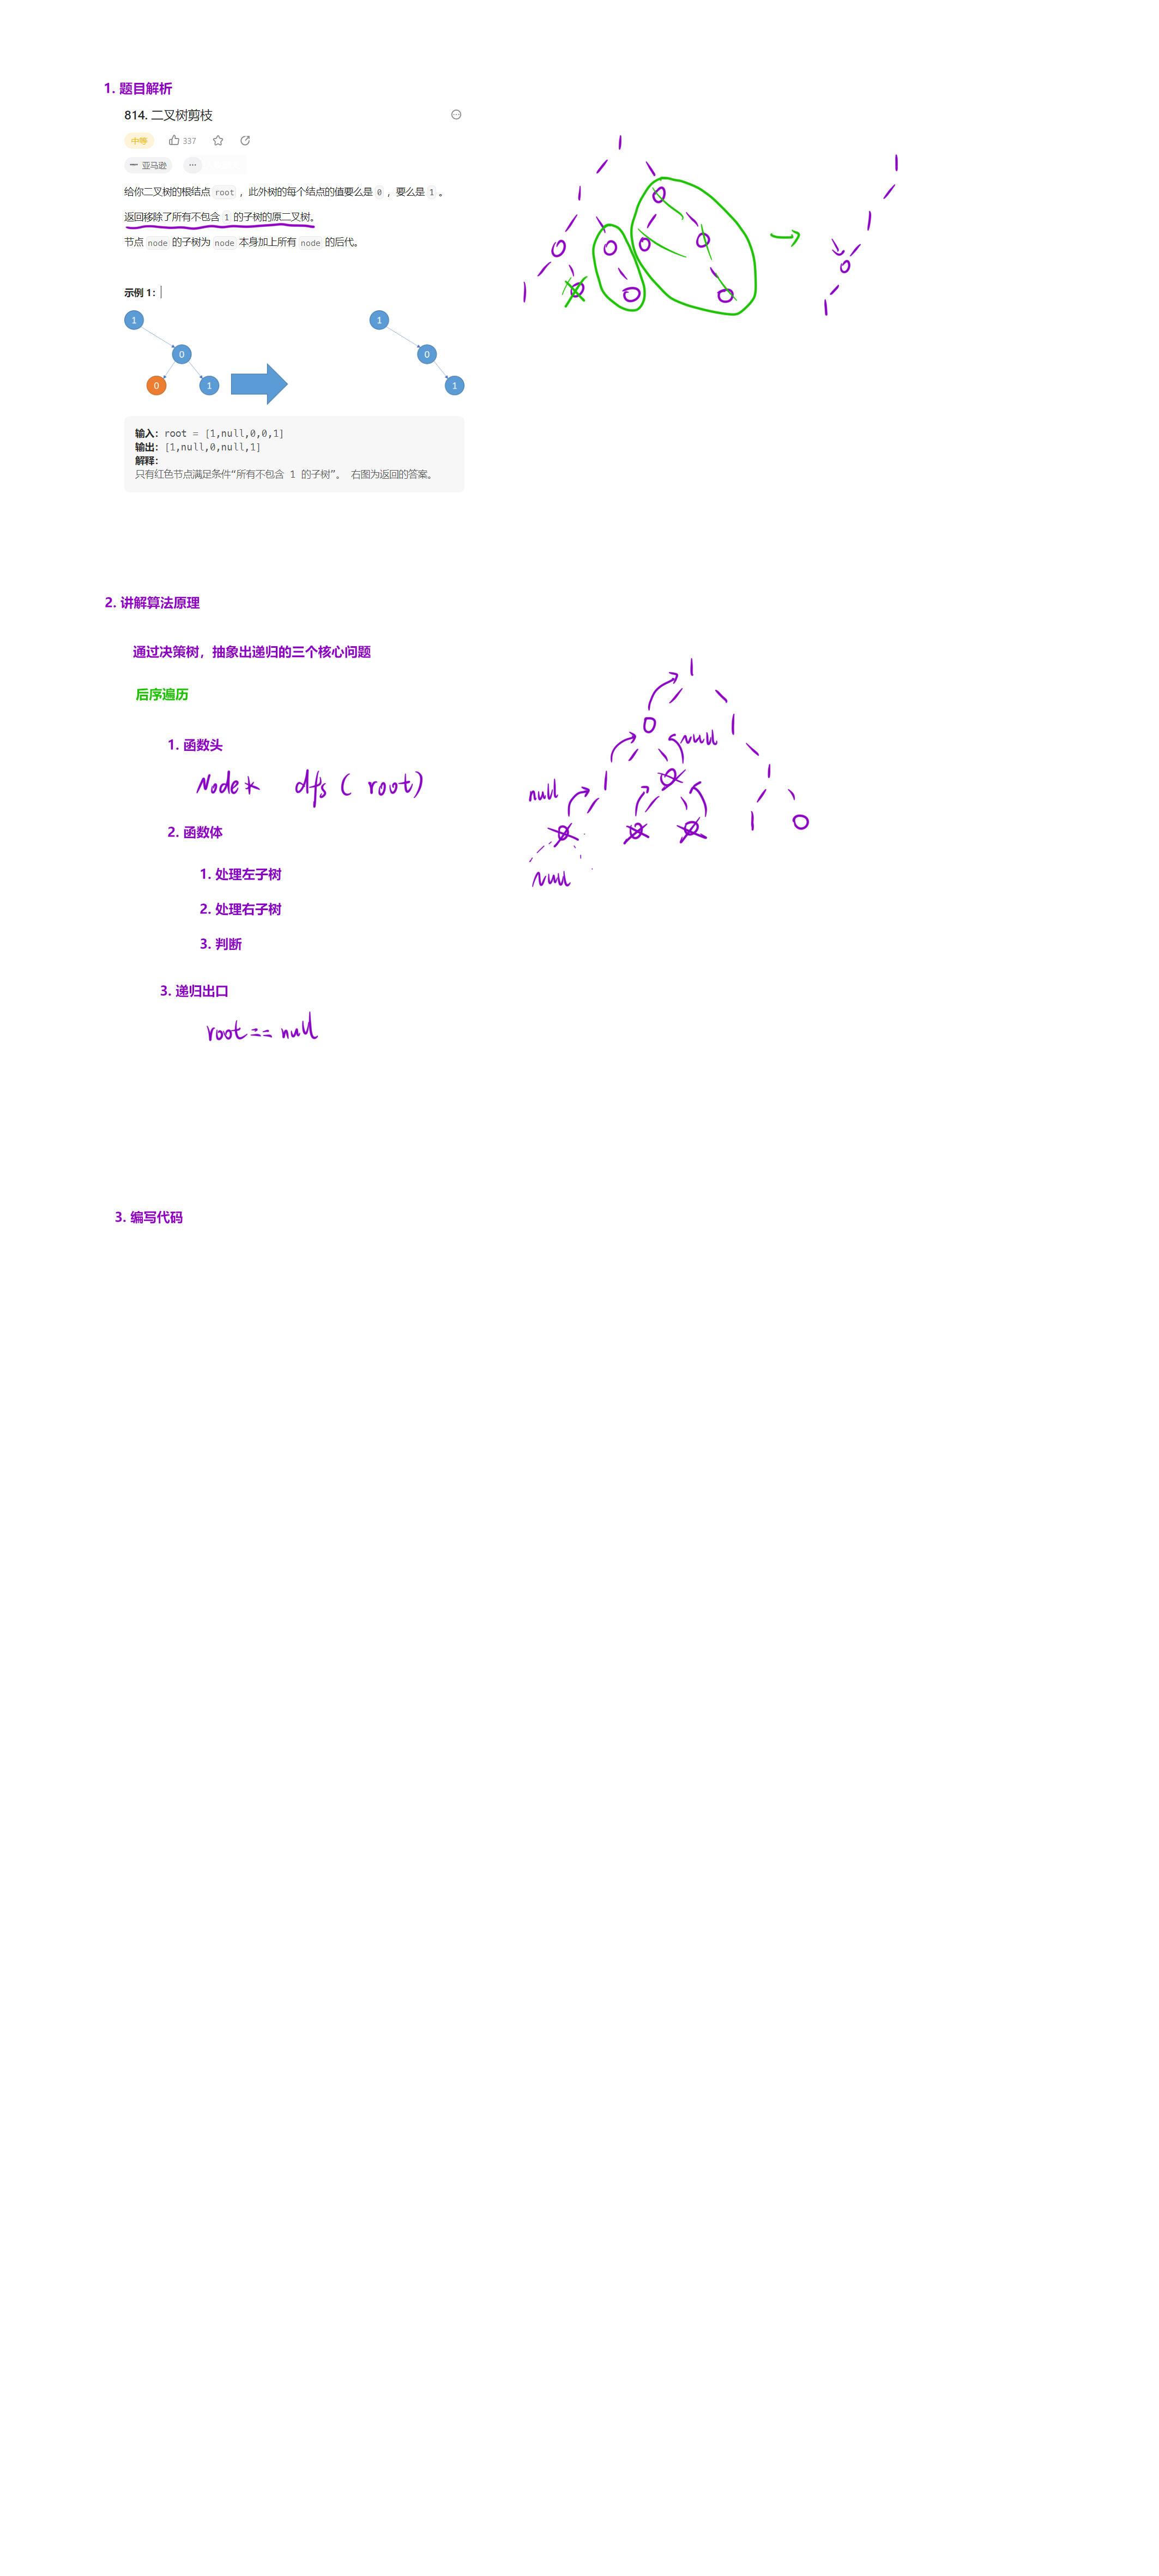 1. 题目解析
814. 二叉树剪枝
中等 337
亚马逊 ...
给你二叉树的根结点 root ，此外树的每个结点的值要么是 0 ，要么是 1 。
返回移除了所有不包含 1 的子树的原二叉树。
节点 node 的子树为 node 本身加上所有 node 的后代。
示例 1：
1 1
0 0
0 1 1
输入：root = [1,null,0,0,1]
输出：[1,null,0,null,1]
解释：
只有红色节点满足条件“所有不包含 1 的子树”。 右图为返回的答案。
1
1 0
0 0 0 0
1 0 0 0
1
1
0
1
2. 讲解算法原理
通过决策树，抽象出递归的三个核心问题
后序遍历
1. 函数头
Node* dfs ( root)
2. 函数体
1. 处理左子树
2. 处理右子树
3. 判断
3. 递归出口
root == null
1
0 null 1
1 0 1
null
0 0 0 1 0
null
3. 编写代码